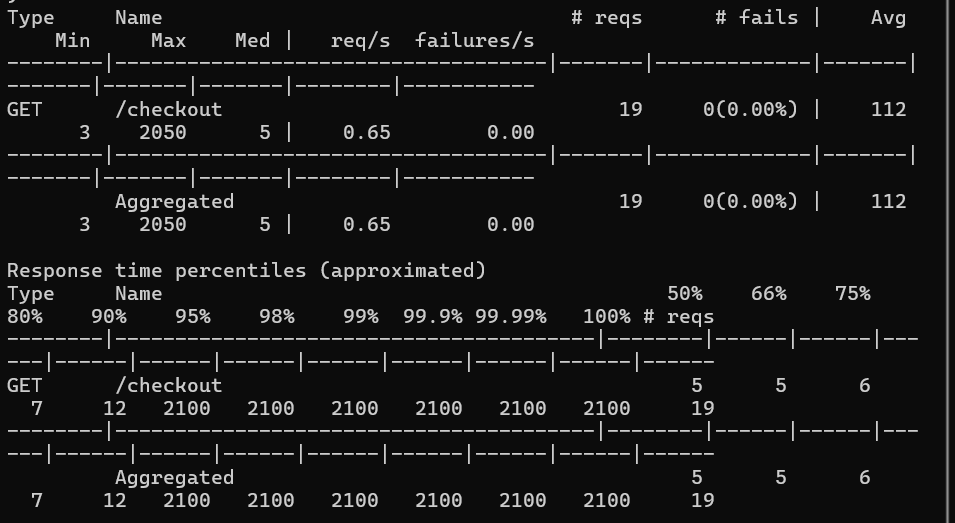 Type     Name                                  # reqs      # fails |    Avg
    Min     Max    Med |   req/s  failures/s
--------|------------------------------------|-------|-------------|-------|
-------|-------|-------|--------|-----------
GET      /checkout                                 19     0(0.00%) |    112
      3    2050      5 |    0.65        0.00
--------|------------------------------------|-------|-------------|-------|
-------|-------|-------|--------|-----------
         Aggregated                                19     0(0.00%) |    112
      3    2050      5 |    0.65        0.00
Response time percentiles (approximated)
Type     Name                                          50%    66%    75%
80%    90%    95%    98%    99%  99.9% 99.99%   100% # reqs
--------|----------------------------------------|--------|------|------|---
---|------|------|------|------|------|------|------|------
GET      /checkout                                       5      5      6
  7     12   2100   2100   2100   2100   2100   2100     19
--------|----------------------------------------|--------|------|------|---
---|------|------|------|------|------|------|------|------
         Aggregated                                      5      5      6
  7     12   2100   2100   2100   2100   2100   2100     19